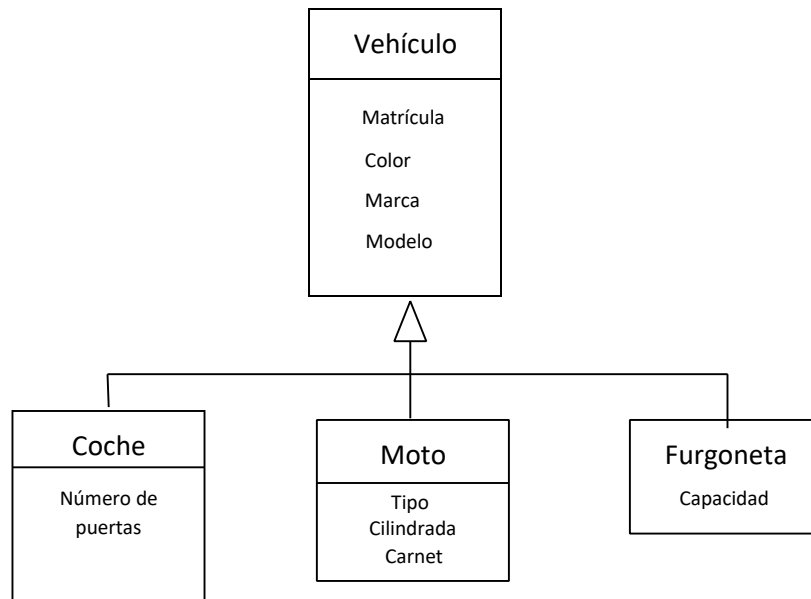 Vehículo
Matrícula
Color
Marca
Modelo
Coche
Número de
puertas
Moto
Tipo
Cilindrada
Carnet
Furgoneta
Capacidad